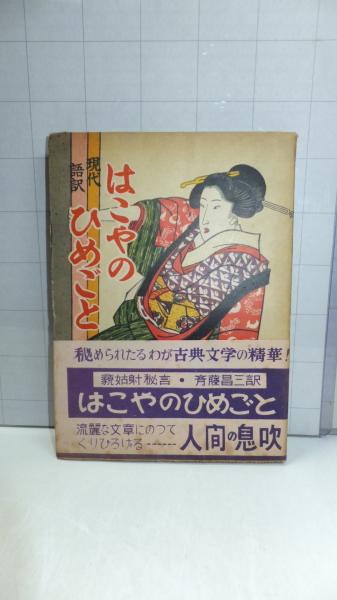 現代
語訳
はこやの
ひめごと
秘められたるわが古典文学の精華!
藐姑射秘言・斉藤昌三訳
はこやのひめごと
流麗な文章にのつて
くりひろげる------
人間の息吹